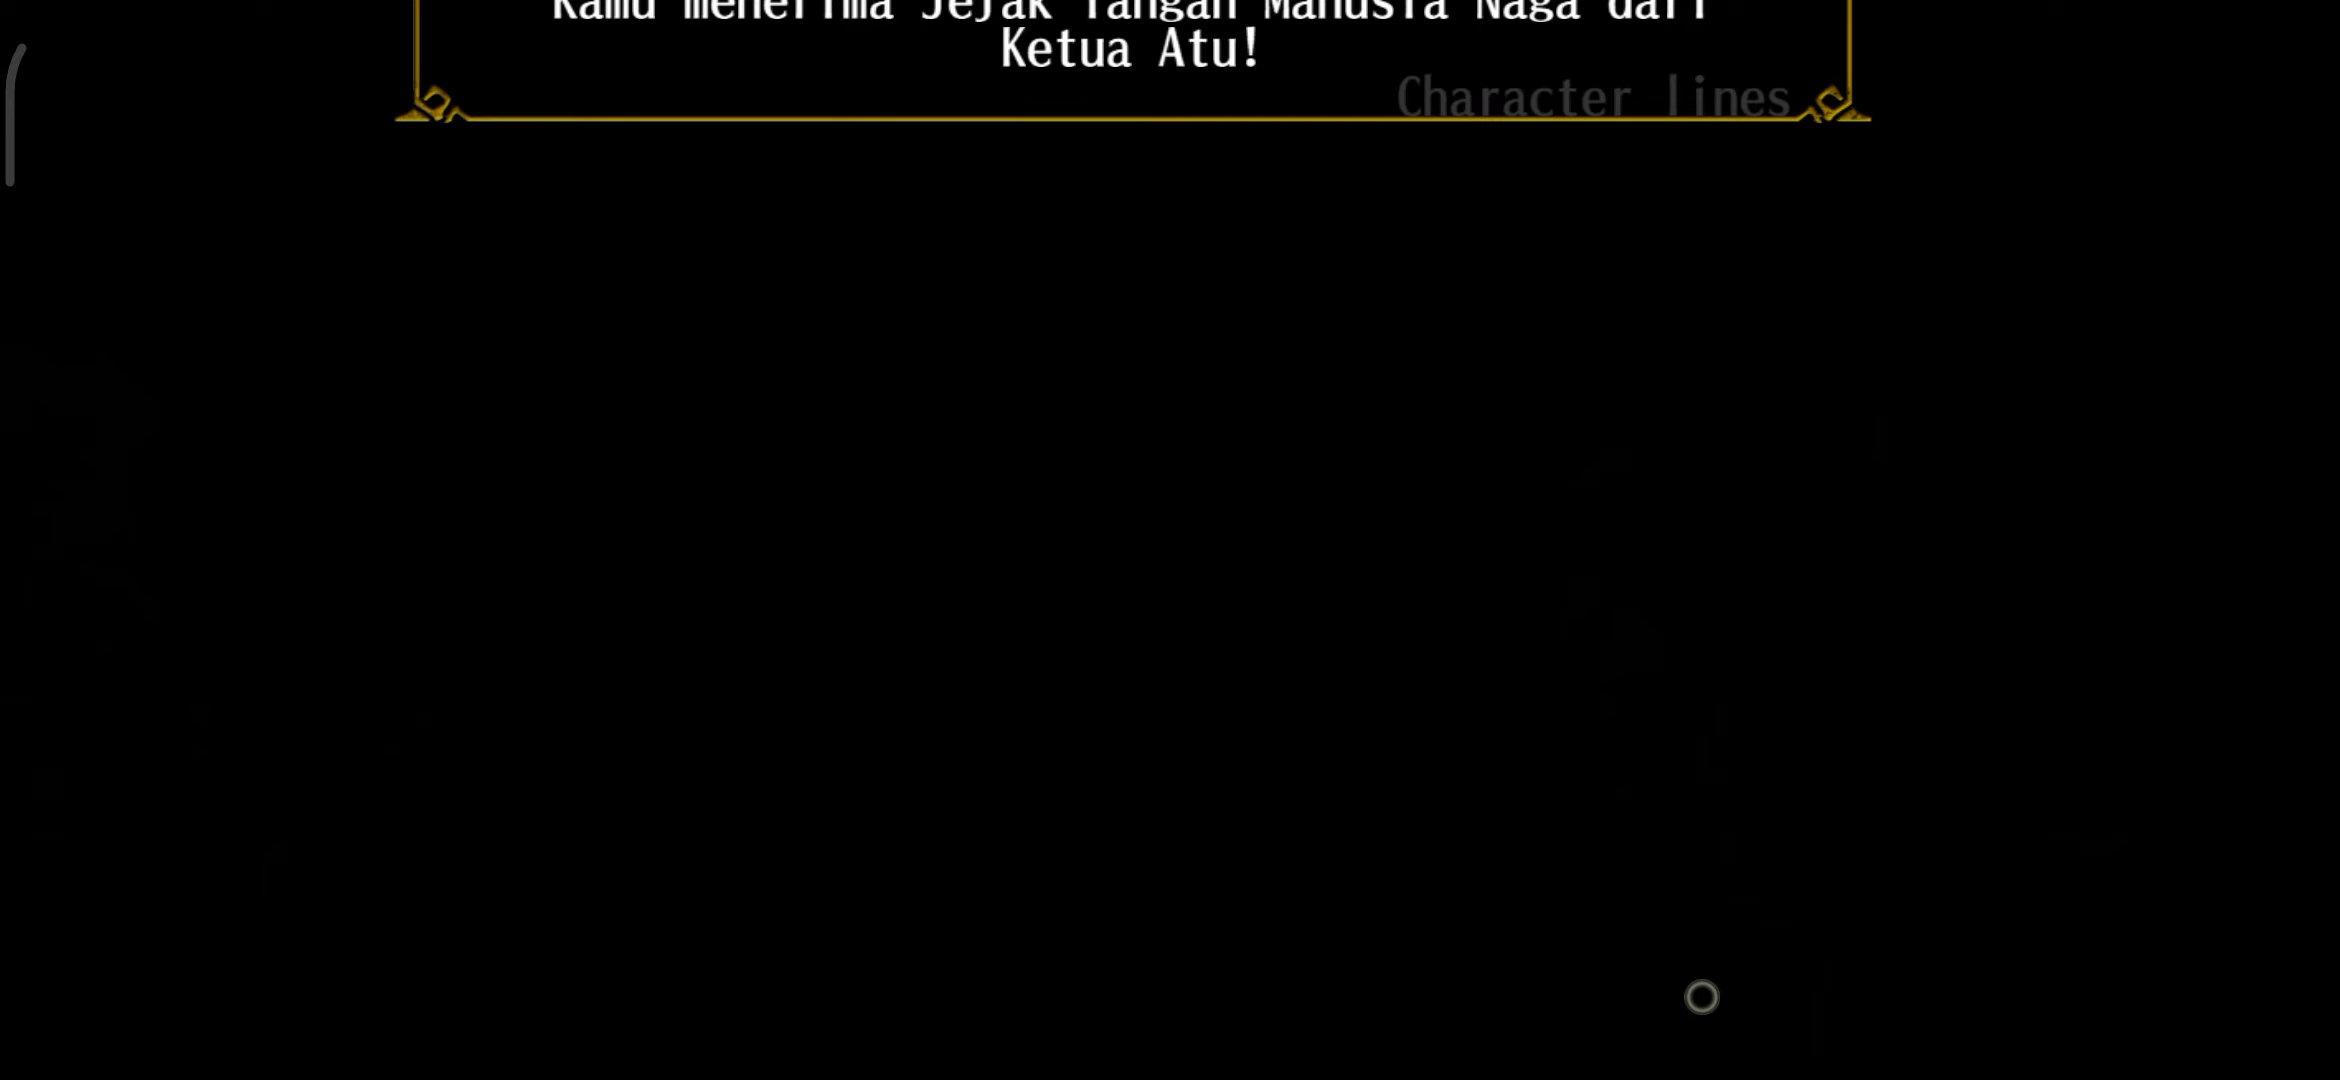 Kamu menerima Jejak Tangan Manusia Naga dari
Ketua Atu!
Character lines